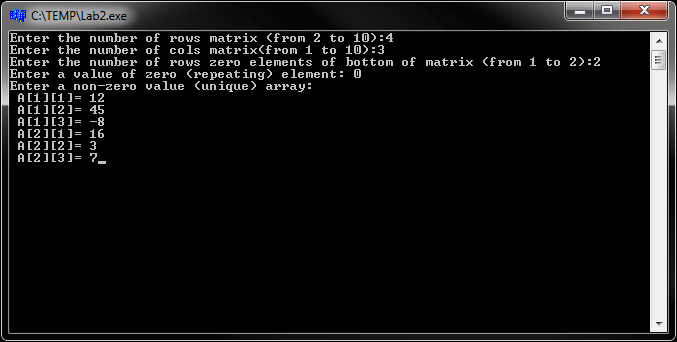 C:\TEMP\Lab2.exe
Enter the number of rows matrix (from 2 to 10):4
Enter the number of cols matrix(from 1 to 10):3
Enter the number of rows zero elements of bottom of matrix (from 1 to 2):2
Enter a value of zero (repeating) element: 0
Enter a non-zero value (unique) array:
A[1][1]= 12
A[1][2]= 45
A[1][3]= -8
A[2][1]= 16
A[2][2]= 3
A[2][3]= 7_